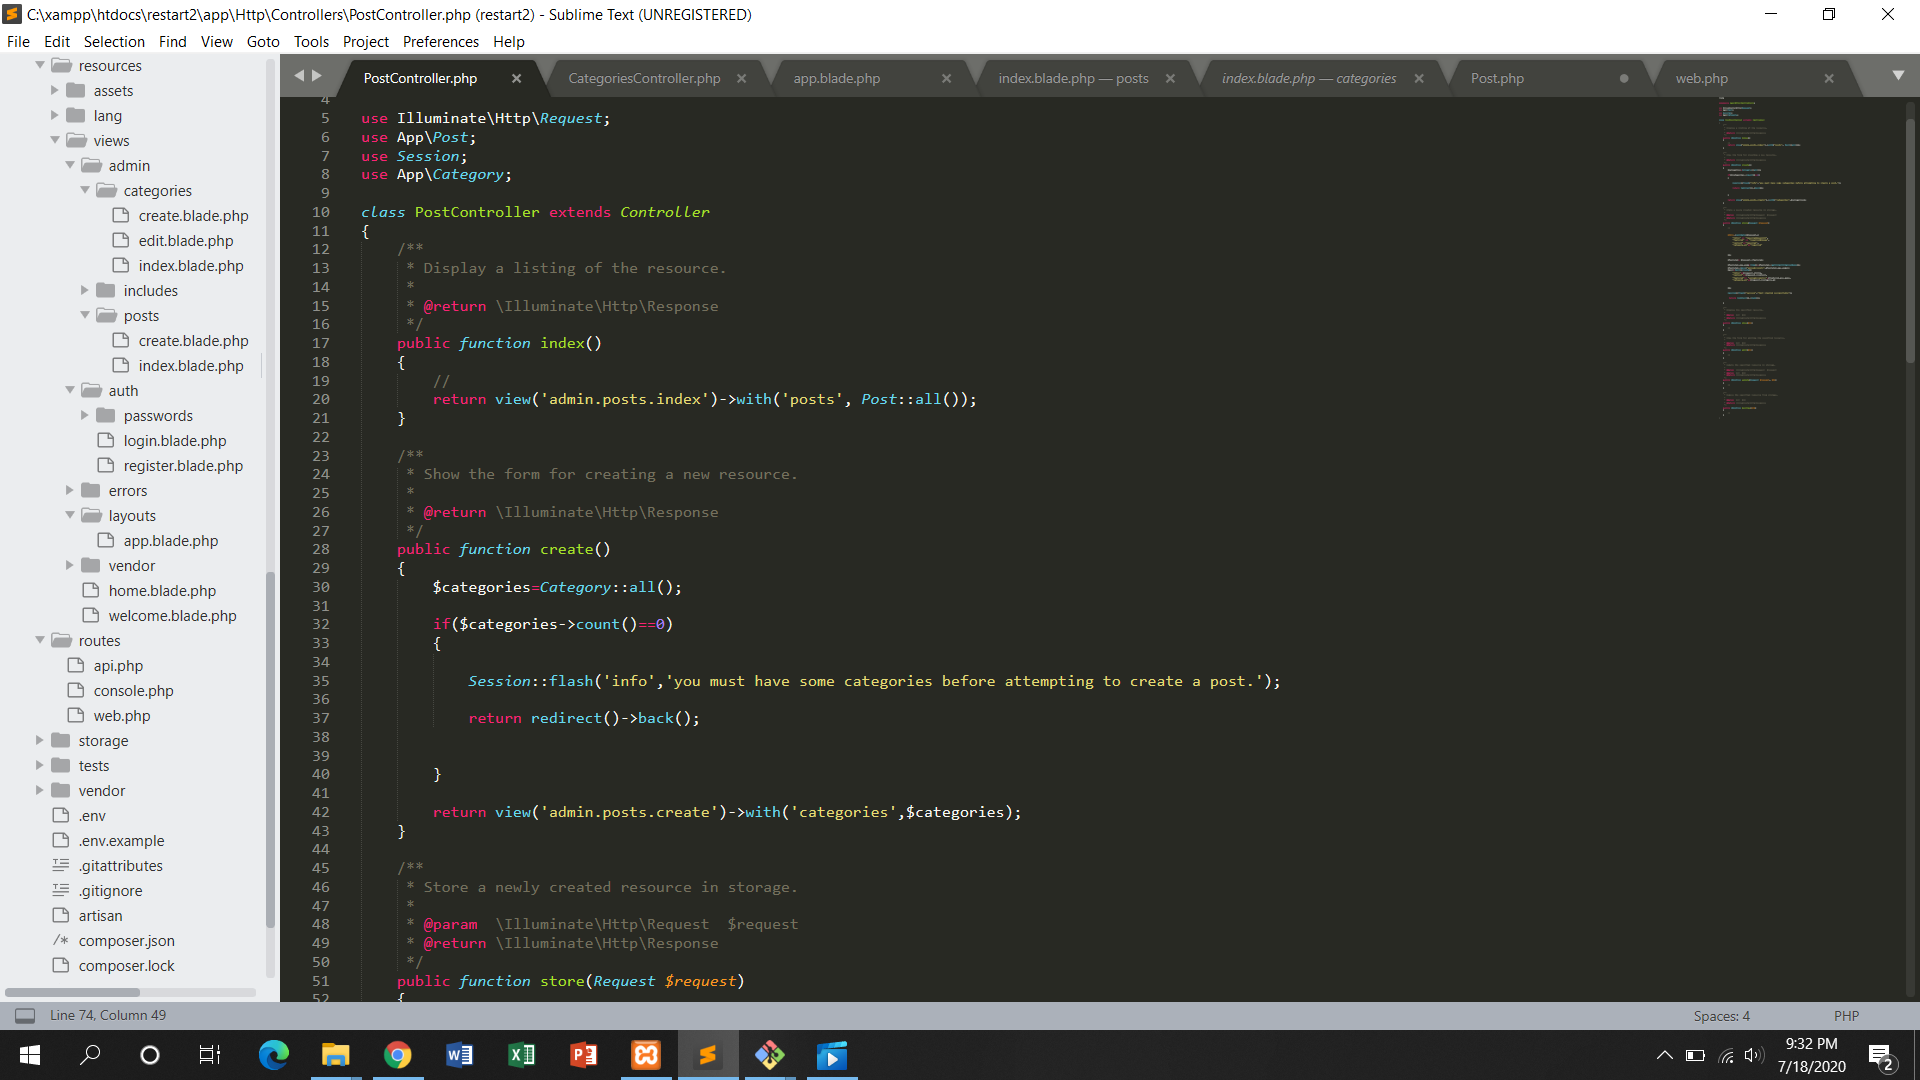 C:\xampp\htdocs\restart2\app\Http\Controllers\PostController.php (restart2) - Sublime Text (UNREGISTERED)
File Edit Selection Find View Goto Tools Project Preferences Help
resources
assets
lang
views
admin
categories
create.blade.php
edit.blade.php
index.blade.php
includes
posts
create.blade.php
index.blade.php
auth
passwords
login.blade.php
register.blade.php
errors
layouts
app.blade.php
vendor
home.blade.php
welcome.blade.php
routes
api.php
console.php
web.php
storage
tests
vendor
.env
.env.example
.gitattributes
.gitignore
artisan
composer.json
composer.lock
PostController.php CategoriesController.php app.blade.php index.blade.php — posts index.blade.php — categories Post.php web.php
4
5 use Illuminate\Http\Request;
6 use App\Post;
7 use Session;
8 use App\Category;
9
10 class PostController extends Controller
11 {
12 /**
13 * Display a listing of the resource.
14 *
15 * @return \Illuminate\Http\Response
16 */
17 public function index()
18 {
19 //
20 return view('admin.posts.index')->with('posts', Post::all());
21 }
22
23 /**
24 * Show the form for creating a new resource.
25 *
26 * @return \Illuminate\Http\Response
27 */
28 public function create()
29 {
30 $categories=Category::all();
31
32 if($categories->count()==0)
33 {
34
35 Session::flash('info','you must have some categories before attempting to create a post.');
36
37 return redirect()->back();
38
39
40 }
41
42 return view('admin.posts.create')->with('categories',$categories);
43 }
44
45 /**
46 * Store a newly created resource in storage.
47 *
48 * @param  \Illuminate\Http\Request  $request
49 * @return \Illuminate\Http\Response
50 */
51 public function store(Request $request)
52 {
Line 74, Column 49 Spaces: 4 PHP
9:32 PM
7/18/2020
2